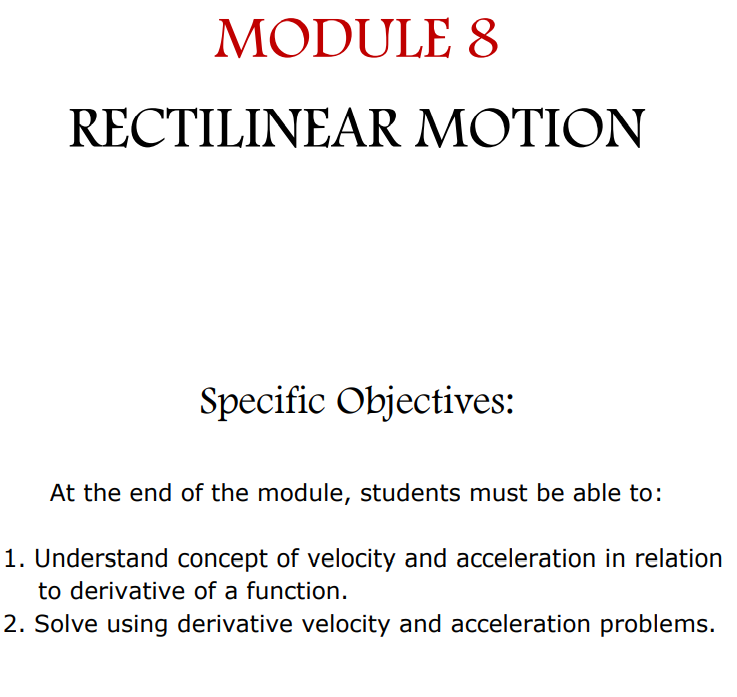 MODULE 8
RECTILINEAR MOTION
Specific Objectives:
At the end of the module, students must be able to:
1. Understand concept of velocity and acceleration in relation
to derivative of a function.
2. Solve using derivative velocity and acceleration problems.